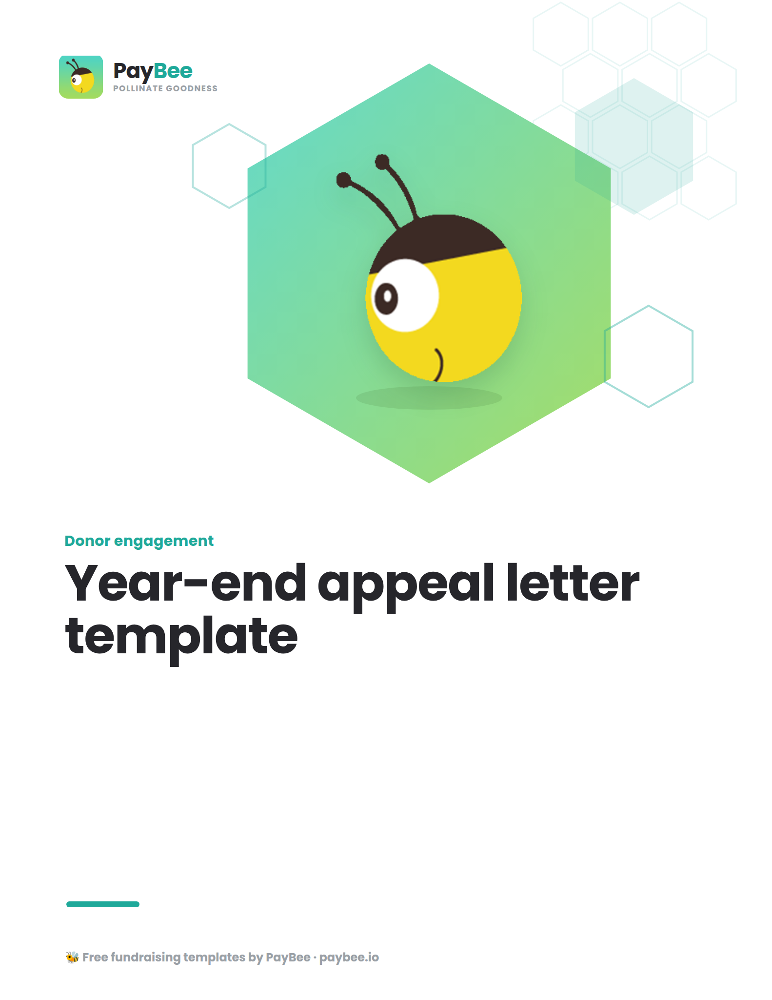 PayBee
POLLINATE GOODNESS
Donor engagement
Year-end appeal letter
template
🐝 Free fundraising templates by PayBee · paybee.io